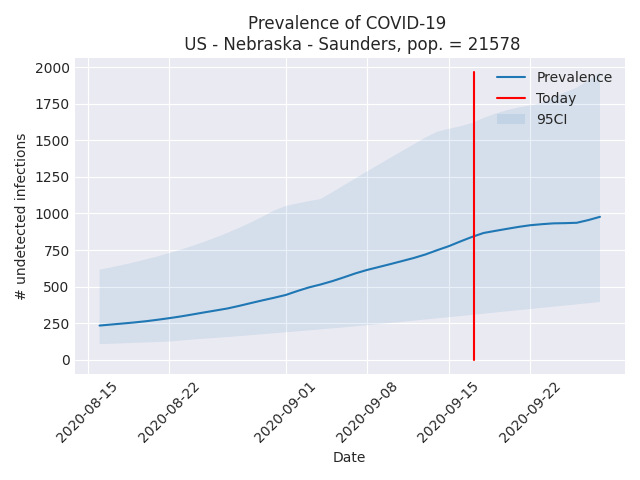 Prevalence of COVID-19
US - Nebraska - Saunders, pop. = 21578
2000
1750
1500
1250
1000
750
500
250
0
# undetected infections
Prevalence
Today
95CI
2020-08-15
2020-08-22
2020-09-01
2020-09-08
2020-09-15
2020-09-22
Date